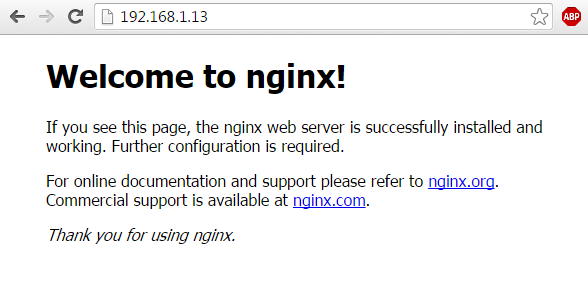 192.168.1.13
ABP
Welcome to nginx!
If you see this page, the nginx web server is successfully installed and
working. Further configuration is required.
For online documentation and support please refer to nginx.org.
Commercial support is available at nginx.com.
Thank you for using nginx.